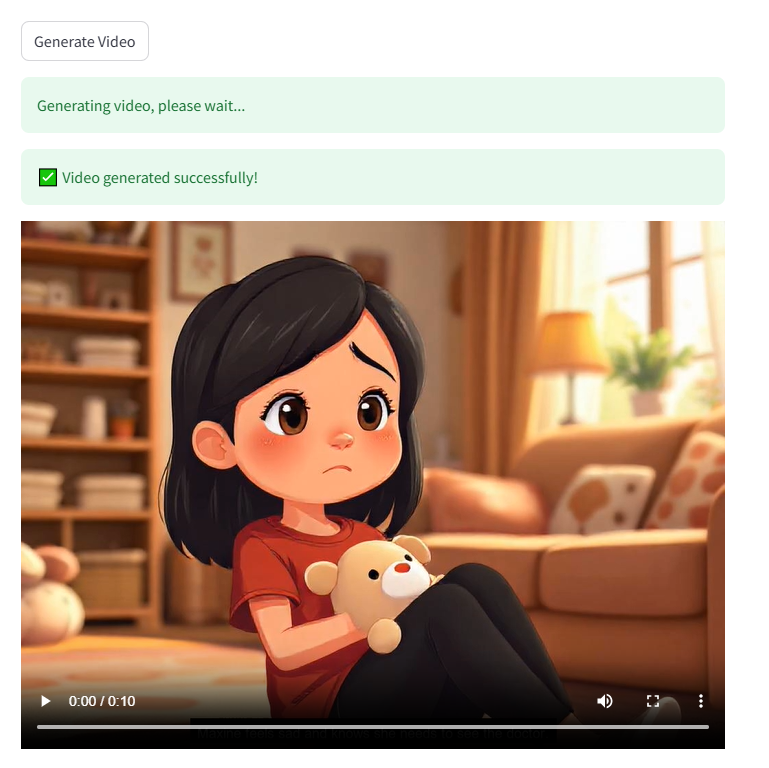 Generate Video
Generating video, please wait...
✅ Video generated successfully!
0:00 / 0:10